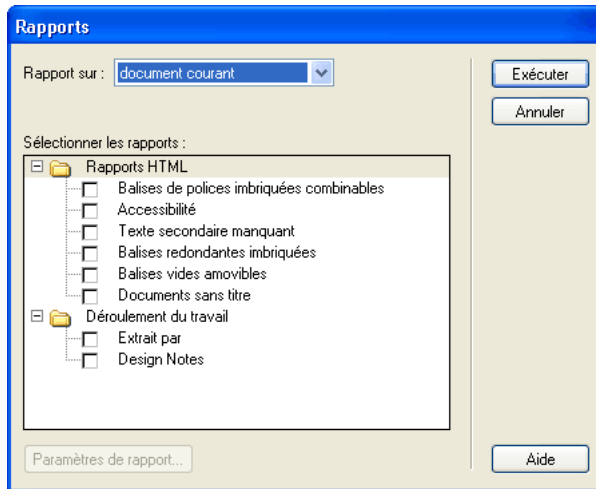 Rapports
Rapport sur : document courant
Exécuter
Annuler
Sélectionner les rapports :
Rapports HTML
Balises de polices imbriquées combinables
Accessibilité
Texte secondaire manquant
Balises redondantes imbriquées
Balises vides amovibles
Documents sans titre
Déroulement du travail
Extrait par
Design Notes
Paramètres de rapport...
Aide